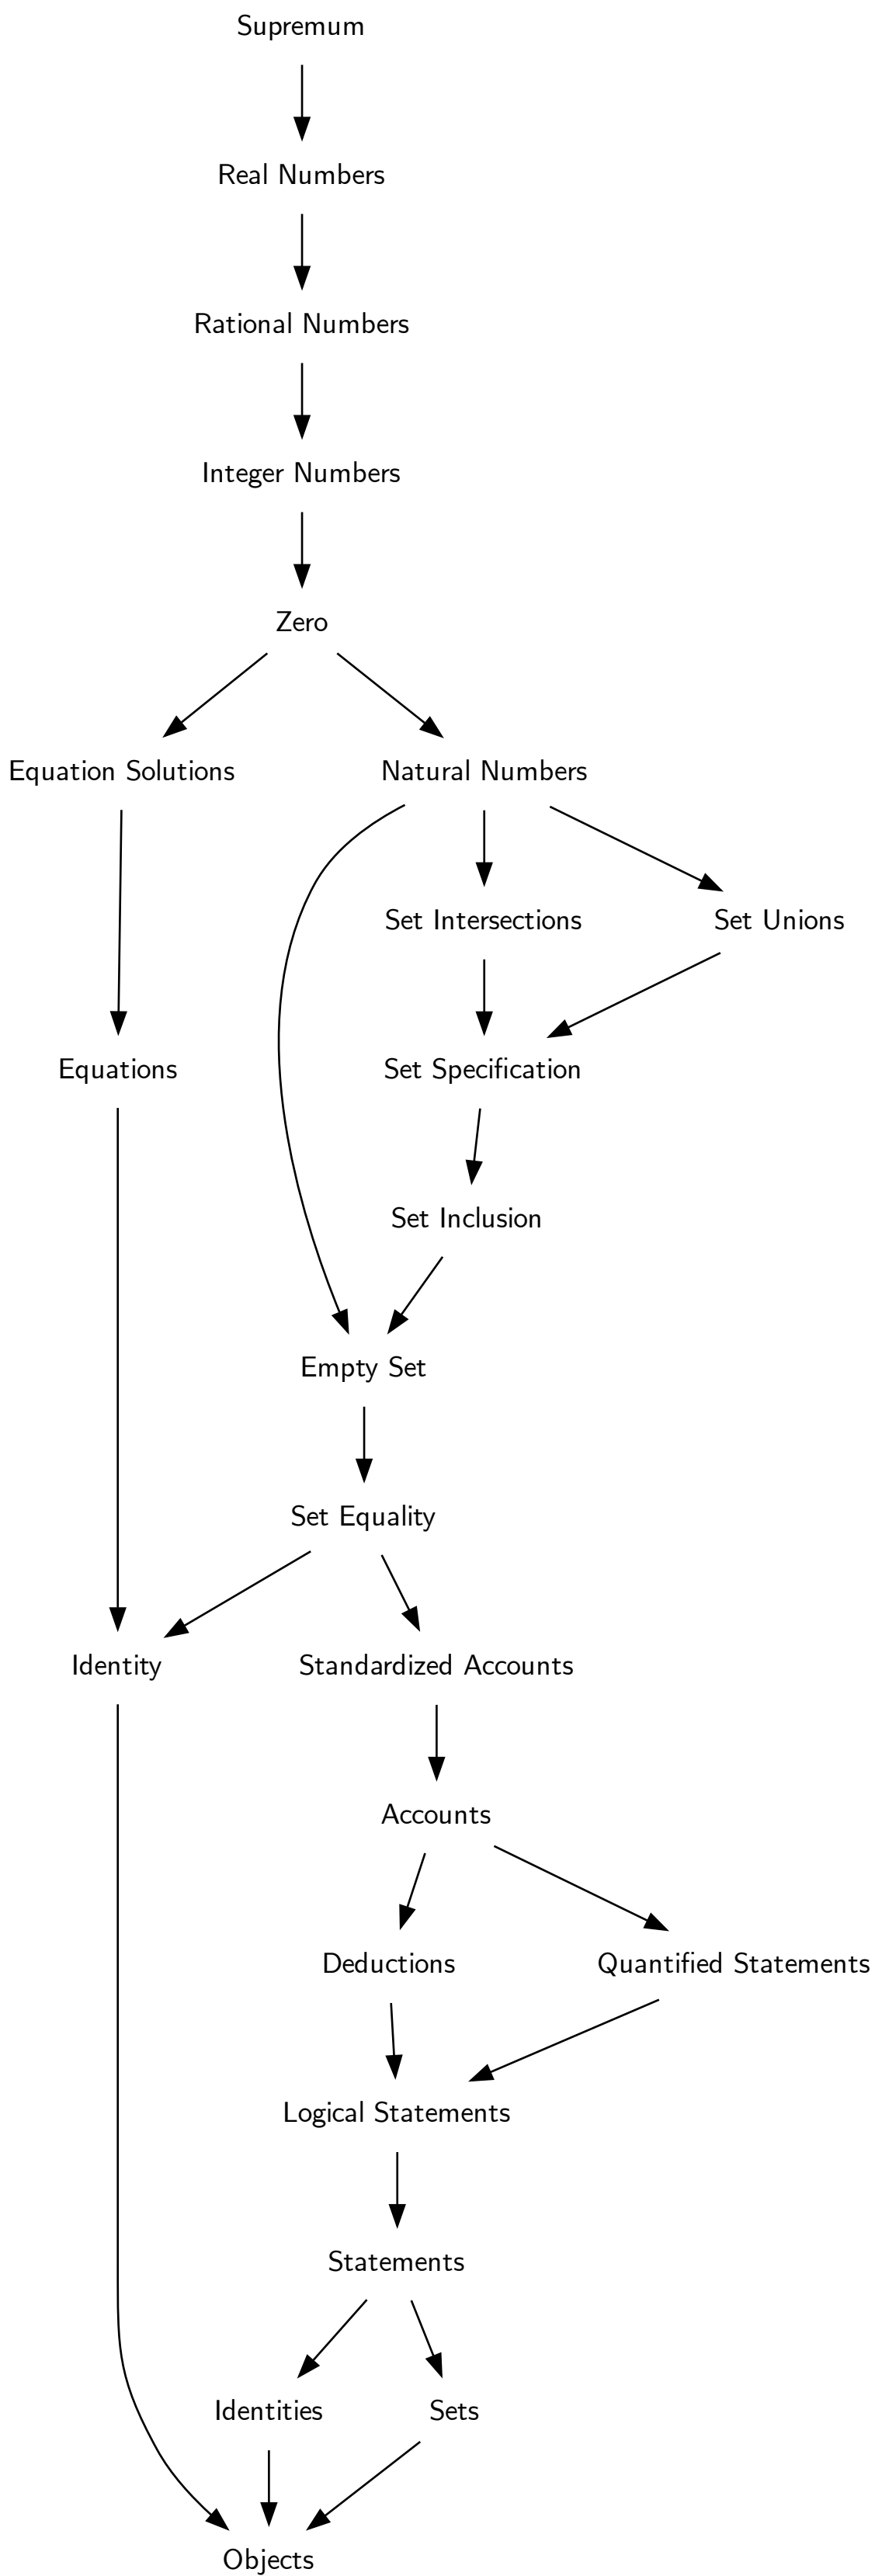 Supremum
Real Numbers
Rational Numbers
Integer Numbers
Zero
Equation Solutions
Natural Numbers
Set Intersections
Set Unions
Equations
Set Specification
Set Inclusion
Empty Set
Set Equality
Identity
Standardized Accounts
Accounts
Deductions
Quantified Statements
Logical Statements
Statements
Identities
Sets
Objects